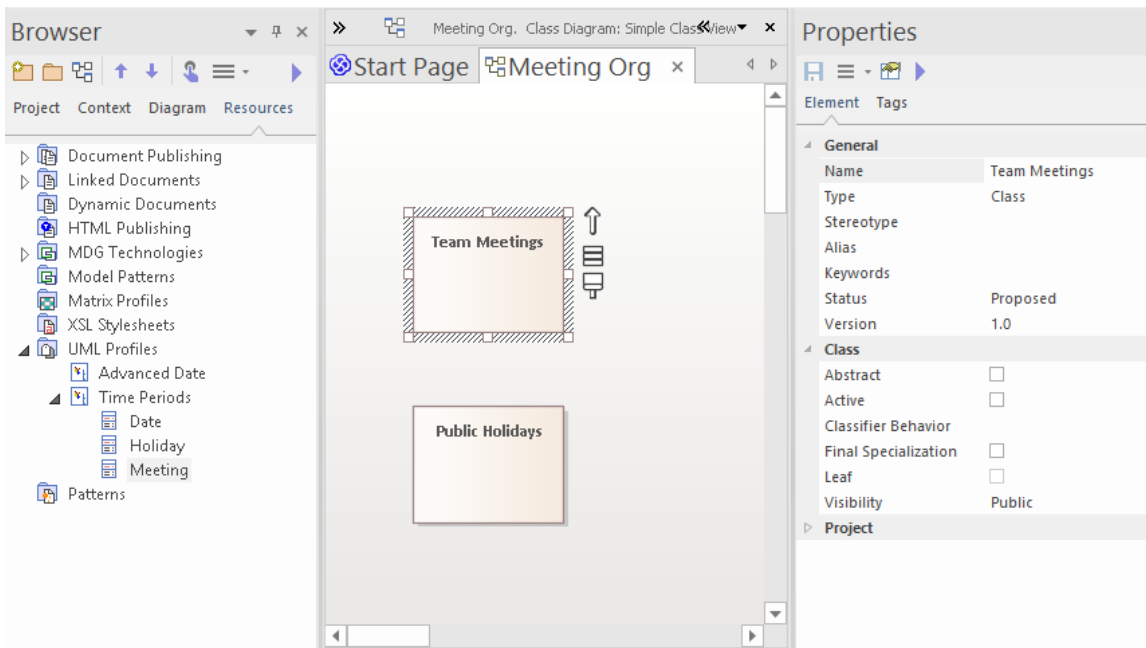 Browser
Project Context Diagram Resources
Document Publishing
Linked Documents
Dynamic Documents
HTML Publishing
MDG Technologies
Model Patterns
Matrix Profiles
XSL Stylesheets
UML Profiles
Advanced Date
Time Periods
Date
Holiday
Meeting
Patterns
Meeting Org. Class Diagram: Simple Class View
Start Page Meeting Org
Team Meetings
Public Holidays
Properties
Element Tags
General
Name Team Meetings
Type Class
Stereotype
Alias
Keywords
Status Proposed
Version 1.0
Class
Abstract
Active
Classifier Behavior
Final Specialization
Leaf
Visibility Public
Project